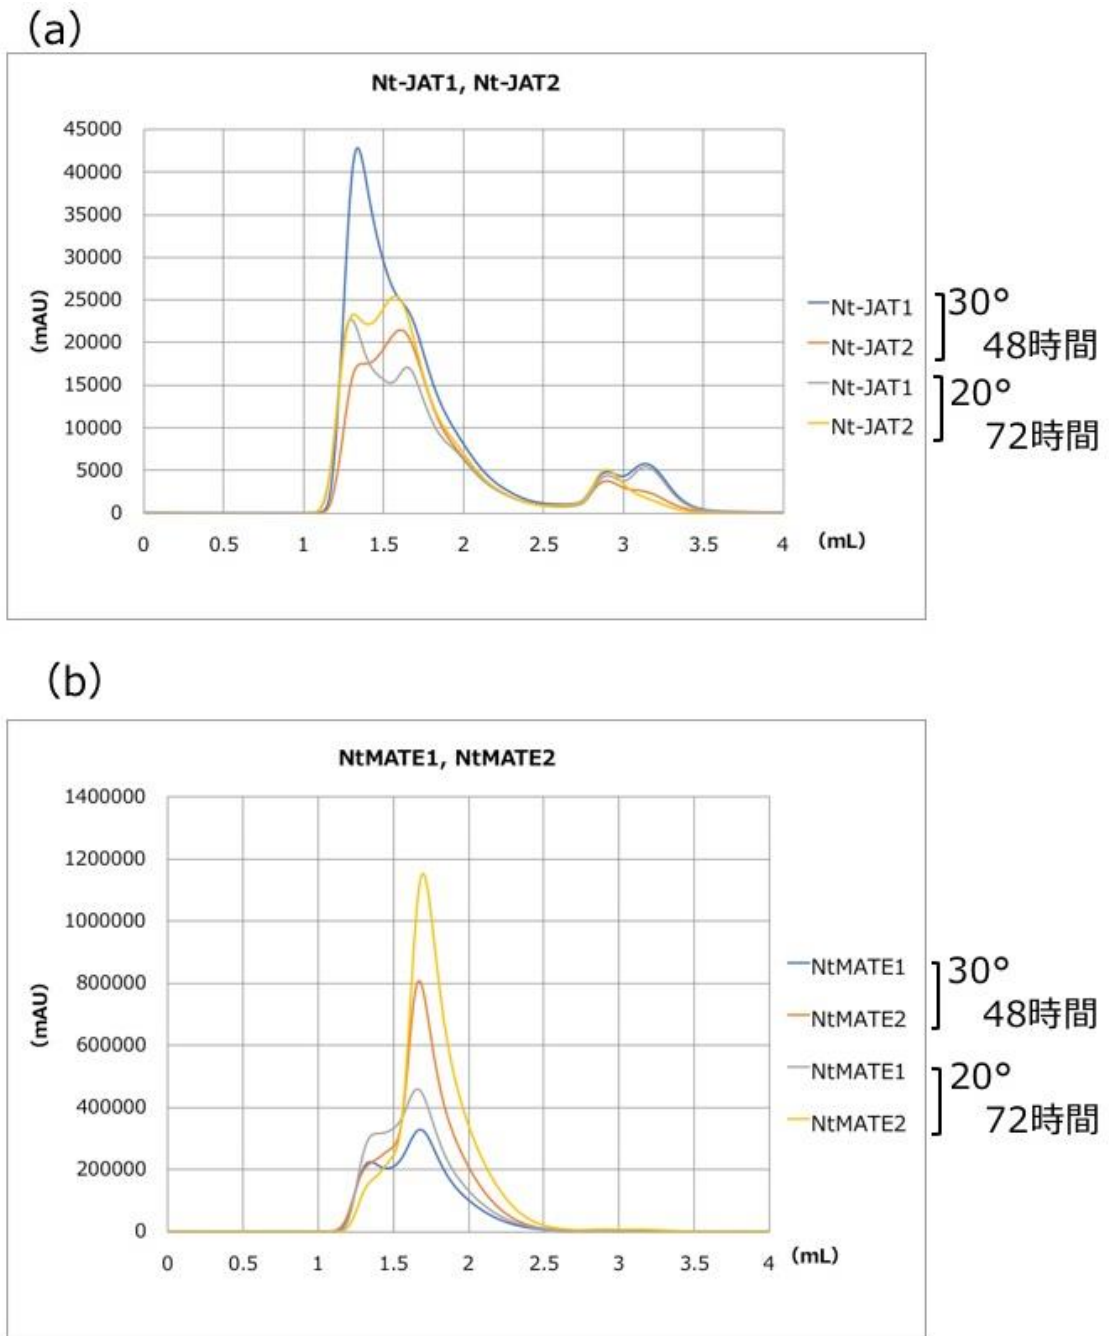 (a)
Nt-JAT1, Nt-JAT2
45000
40000
35000
30000
25000
20000
15000
10000
5000
0
(mAU)
0 0.5 1 1.5 2 2.5 3 3.5 4 (mL)
Nt-JAT1
Nt-JAT2
30°
48時間
Nt-JAT1
Nt-JAT2
20°
72時間
(b)
NtMATE1, NtMATE2
1400000
1200000
1000000
800000
600000
400000
200000
0
(mAU)
0 0.5 1 1.5 2 2.5 3 3.5 4 (mL)
NtMATE1
NtMATE2
30°
48時間
NtMATE1
NtMATE2
20°
72時間